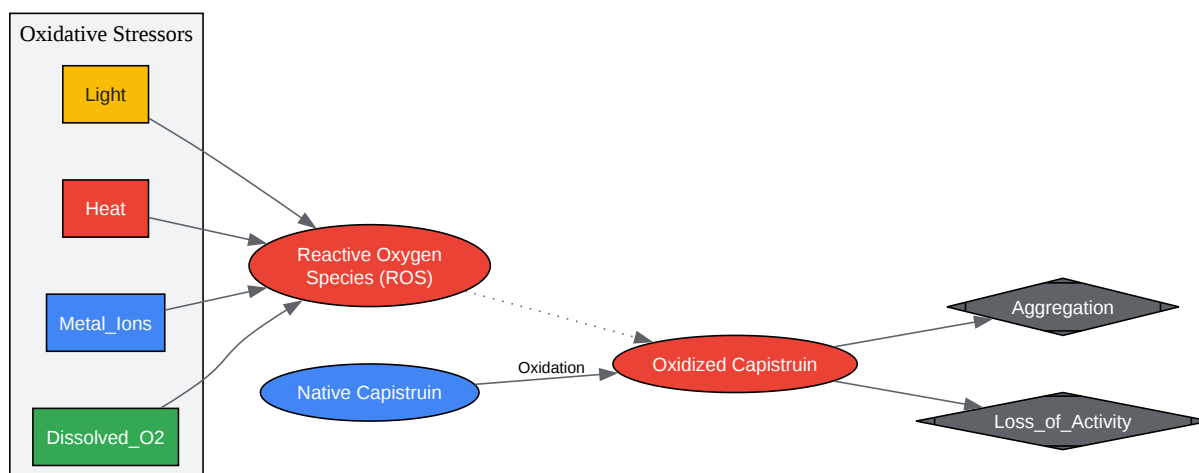 Oxidative Stressors
Light
Heat
Metal_Ions
Dissolved_O2
Reactive Oxygen
Species (ROS)
Native Capistruin
Oxidation
Oxidized Capistruin
Aggregation
Loss_of_Activity